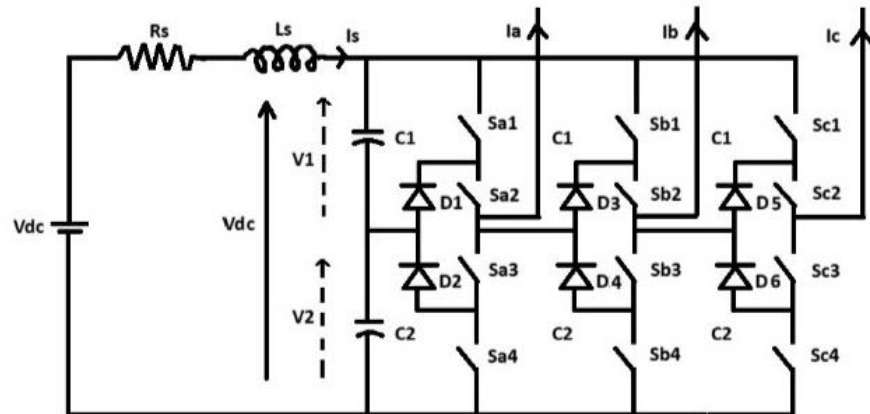 Rs Ls Is Ia Ib Ic
C1 Sa1 C1 Sb1 C1 Sc1
V1
D1 Sa2 D3 Sb2 D5 Sc2
Vdc Vdc
D2 Sa3 D4 Sb3 D6 Sc3
V2
C2 Sa4 C2 Sb4 C2 Sc4